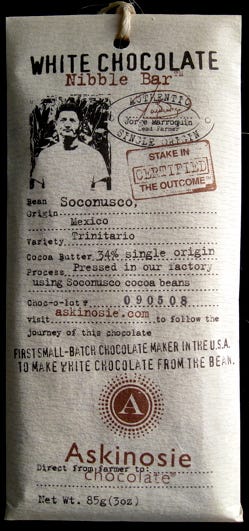 WHITE CHOCOLATE
Nibble Bar™
AUTHENTIC
Jorge Marroquin
Lead Farmer
SINGLE ORIGIN
STAKE IN
CERTIFIED
THE OUTCOME
Bean Origin Soconusco,
Mexico
Variety Trinitario
Cocoa Butter 34% single origin
Process Pressed in our factory
using Soconusco cocoa beans
Choc-o-lot # 090508
visit askinosie.com to follow the
journey of this chocolate
FIRST SMALL-BATCH CHOCOLATE MAKER IN THE U.S.A.
TO MAKE WHITE CHOCOLATE FROM THE BEAN.
A
Askinosie
chocolate®
Direct from farmer to:
Net Wt. 85g (3oz)